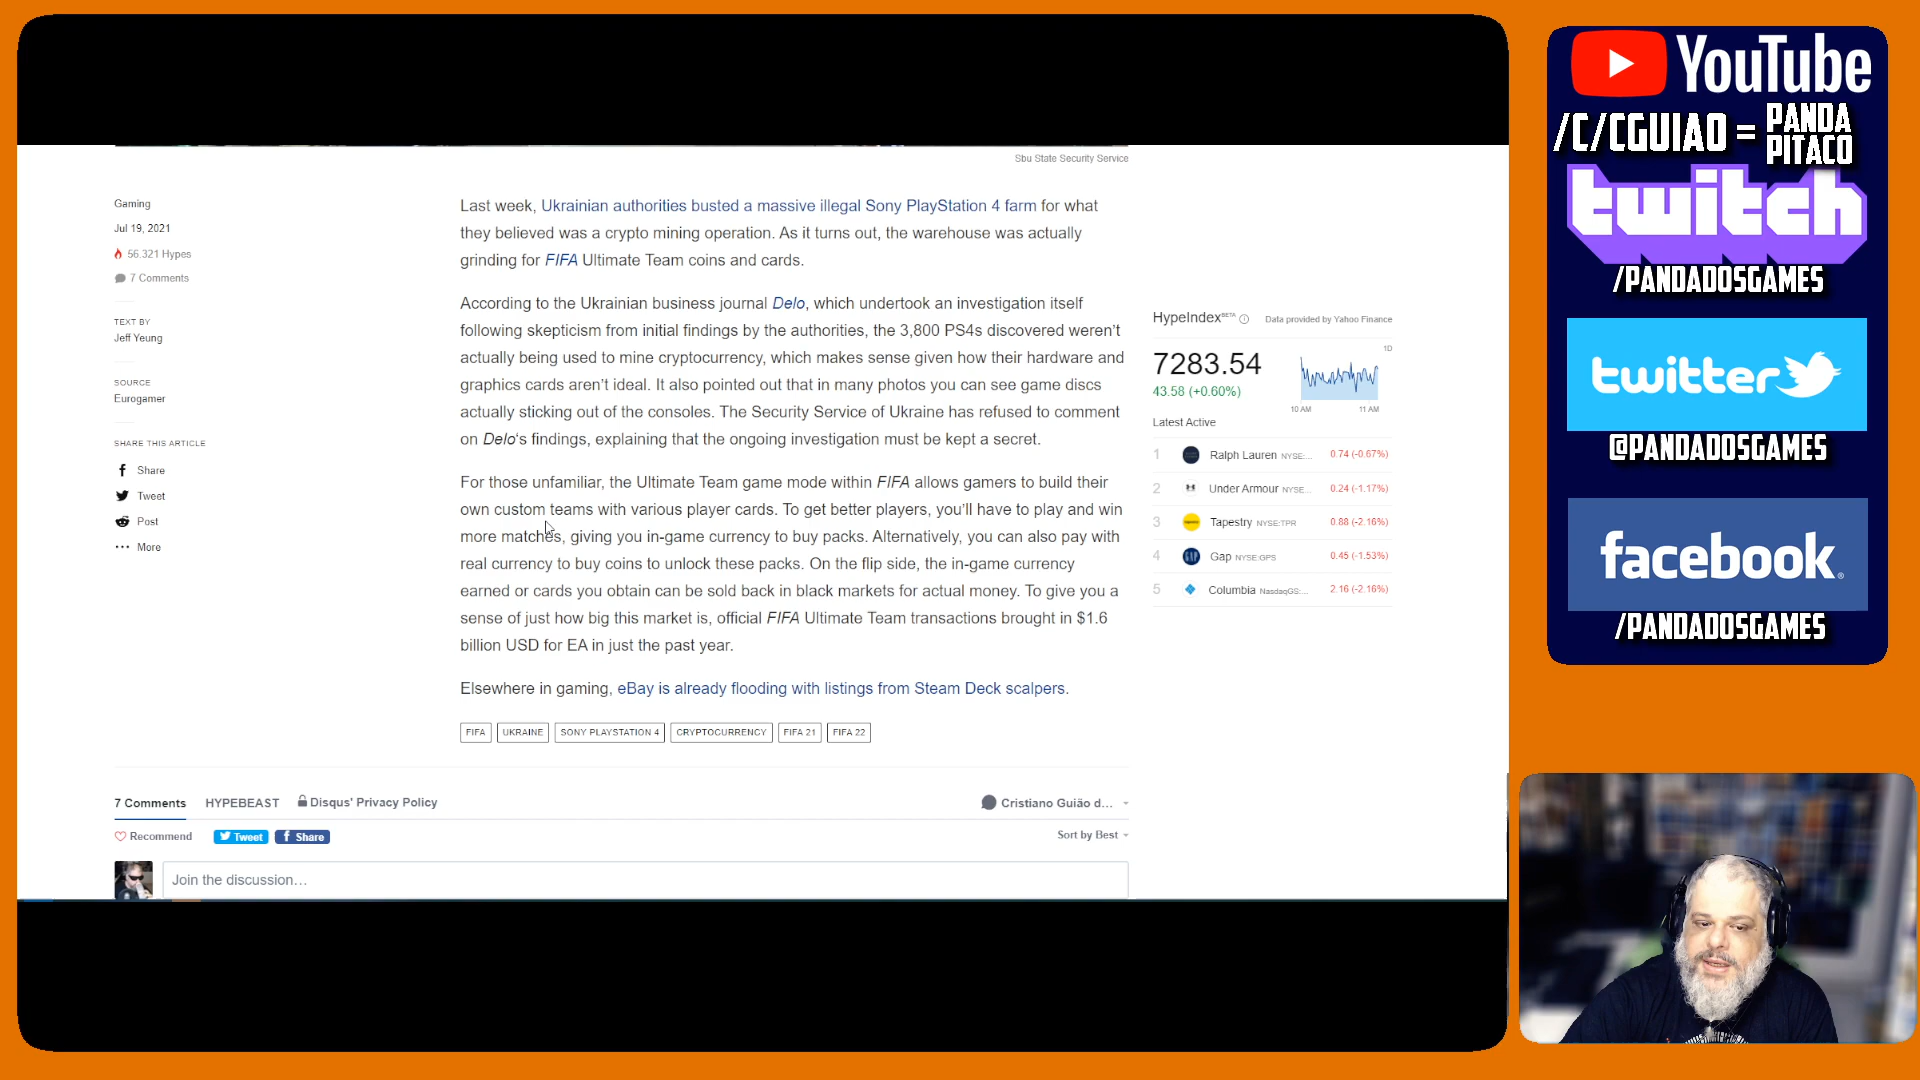 Sbu State Security Service
Gaming
Jul 19, 2021
56.321 Hypes
7 Comments
TEXT BY
Jeff Yeung
SOURCE
Eurogamer
SHARE THIS ARTICLE
Share
Tweet
Post
More
Last week, Ukrainian authorities busted a massive illegal Sony PlayStation 4 farm for what
they believed was a crypto mining operation. As it turns out, the warehouse was actually
grinding for FIFA Ultimate Team coins and cards.
According to the Ukrainian business journal Delo, which undertook an investigation itself
following skepticism from initial findings by the authorities, the 3,800 PS4s discovered weren't
actually being used to mine cryptocurrency, which makes sense given how their hardware and
graphics cards aren't ideal. It also pointed out that in many photos you can see game discs
actually sticking out of the consoles. The Security Service of Ukraine has refused to comment
on Delo's findings, explaining that the ongoing investigation must be kept a secret.
For those unfamiliar, the Ultimate Team game mode within FIFA allows gamers to build their
own custom teams with various player cards. To get better players, you'll have to play and win
more matches, giving you in-game currency to buy packs. Alternatively, you can also pay with
real currency to buy coins to unlock these packs. On the flip side, the in-game currency
earned or cards you obtain can be sold back in black markets for actual money. To give you a
sense of just how big this market is, official FIFA Ultimate Team transactions brought in $1.6
billion USD for EA in just the past year.
Elsewhere in gaming, eBay is already flooding with listings from Steam Deck scalpers.
FIFA UKRAINE SONY PLAYSTATION 4 CRYPTOCURRENCY FIFA 21 FIFA 22
7 Comments HYPEBEAST Disqus' Privacy Policy Cristiano Guião d...
Recommend Tweet Share Sort by Best
Join the discussion…
HypeIndex BETA Data provided by Yahoo Finance
7283.54
43.58 (+0.60%)
1D
10 AM 11 AM
Latest Active
1 Ralph Lauren NYSE:... 0.74 (-0.67%)
2 Under Armour NYSE... 0.24 (-1.17%)
3 Tapestry NYSE:TPR 0.88 (-2.16%)
4 GAP Gap NYSE:GPS 0.45 (-1.53%)
5 Columbia NasdaqGS:... 2.16 (-2.16%)
YouTube
/C/CGUIAO = PANDA PITACO
twitch
/PANDADOSGAMES
twitter
@PANDADOSGAMES
facebook
/PANDADOSGAMES